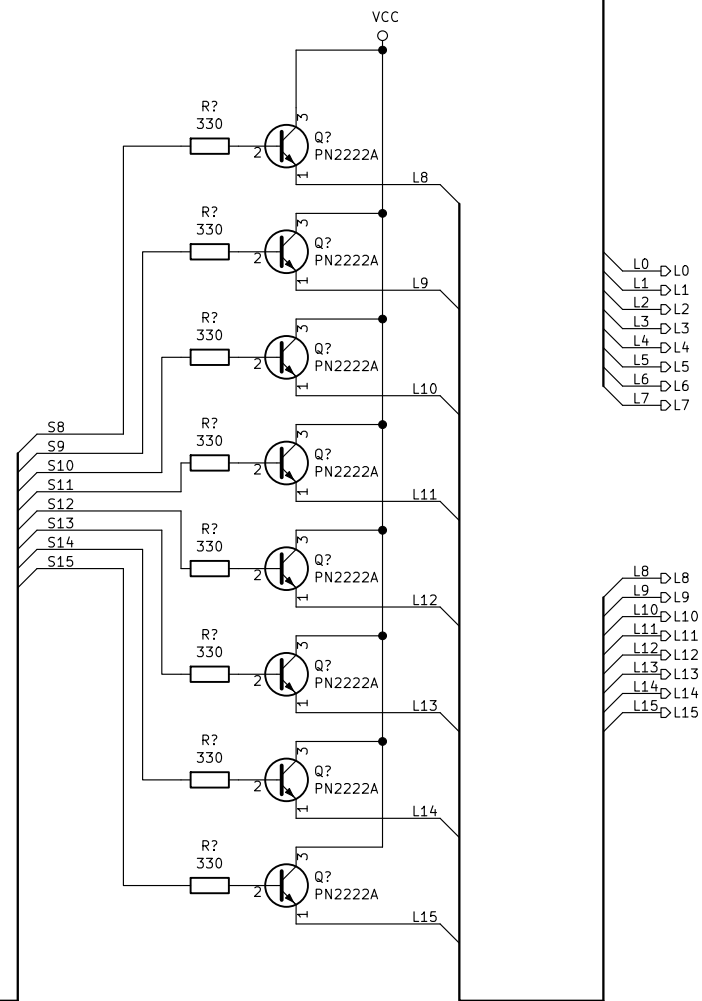 VCC
R?
330
3
Q?
PN2222A
2
1
L8
R?
330
3
Q?
PN2222A
2
1
L9
R?
330
3
Q?
PN2222A
2
1
L10
R?
330
3
Q?
PN2222A
2
1
L11
R?
330
3
Q?
PN2222A
2
1
L12
R?
330
3
Q?
PN2222A
2
1
L13
R?
330
3
Q?
PN2222A
2
1
L14
R?
330
3
Q?
PN2222A
2
1
L15
S8
S9
S10
S11
S12
S13
S14
S15
L0 L0
L1 L1
L2 L2
L3 L3
L4 L4
L5 L5
L6 L6
L7 L7
L8 L8
L9 L9
L10 L10
L11 L11
L12 L12
L13 L13
L14 L14
L15 L15